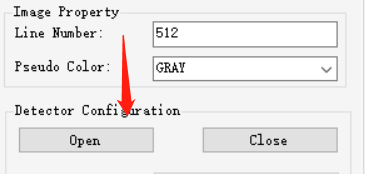 Image Property
Line Number: 512
Pseudo Color: GRAY
Detector Configuration
Open Close